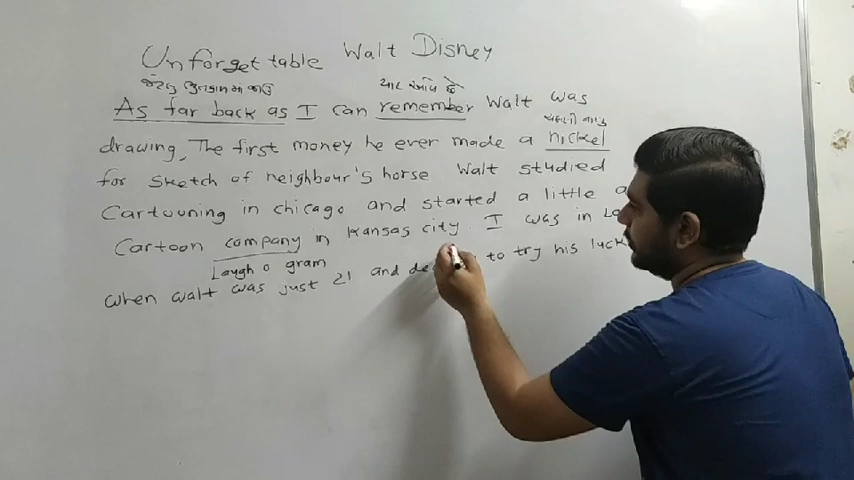 Unforgettable Walt Disney
As far back as I can remember Walt was
drawing, The first money he ever made a nickel
for sketch of neighbour's horse Walt studied
Cartouning in chicago and started a little
Cartoon company in Kansas city. I was in
Laugh o gram
When walt was just 21 and to try his luck